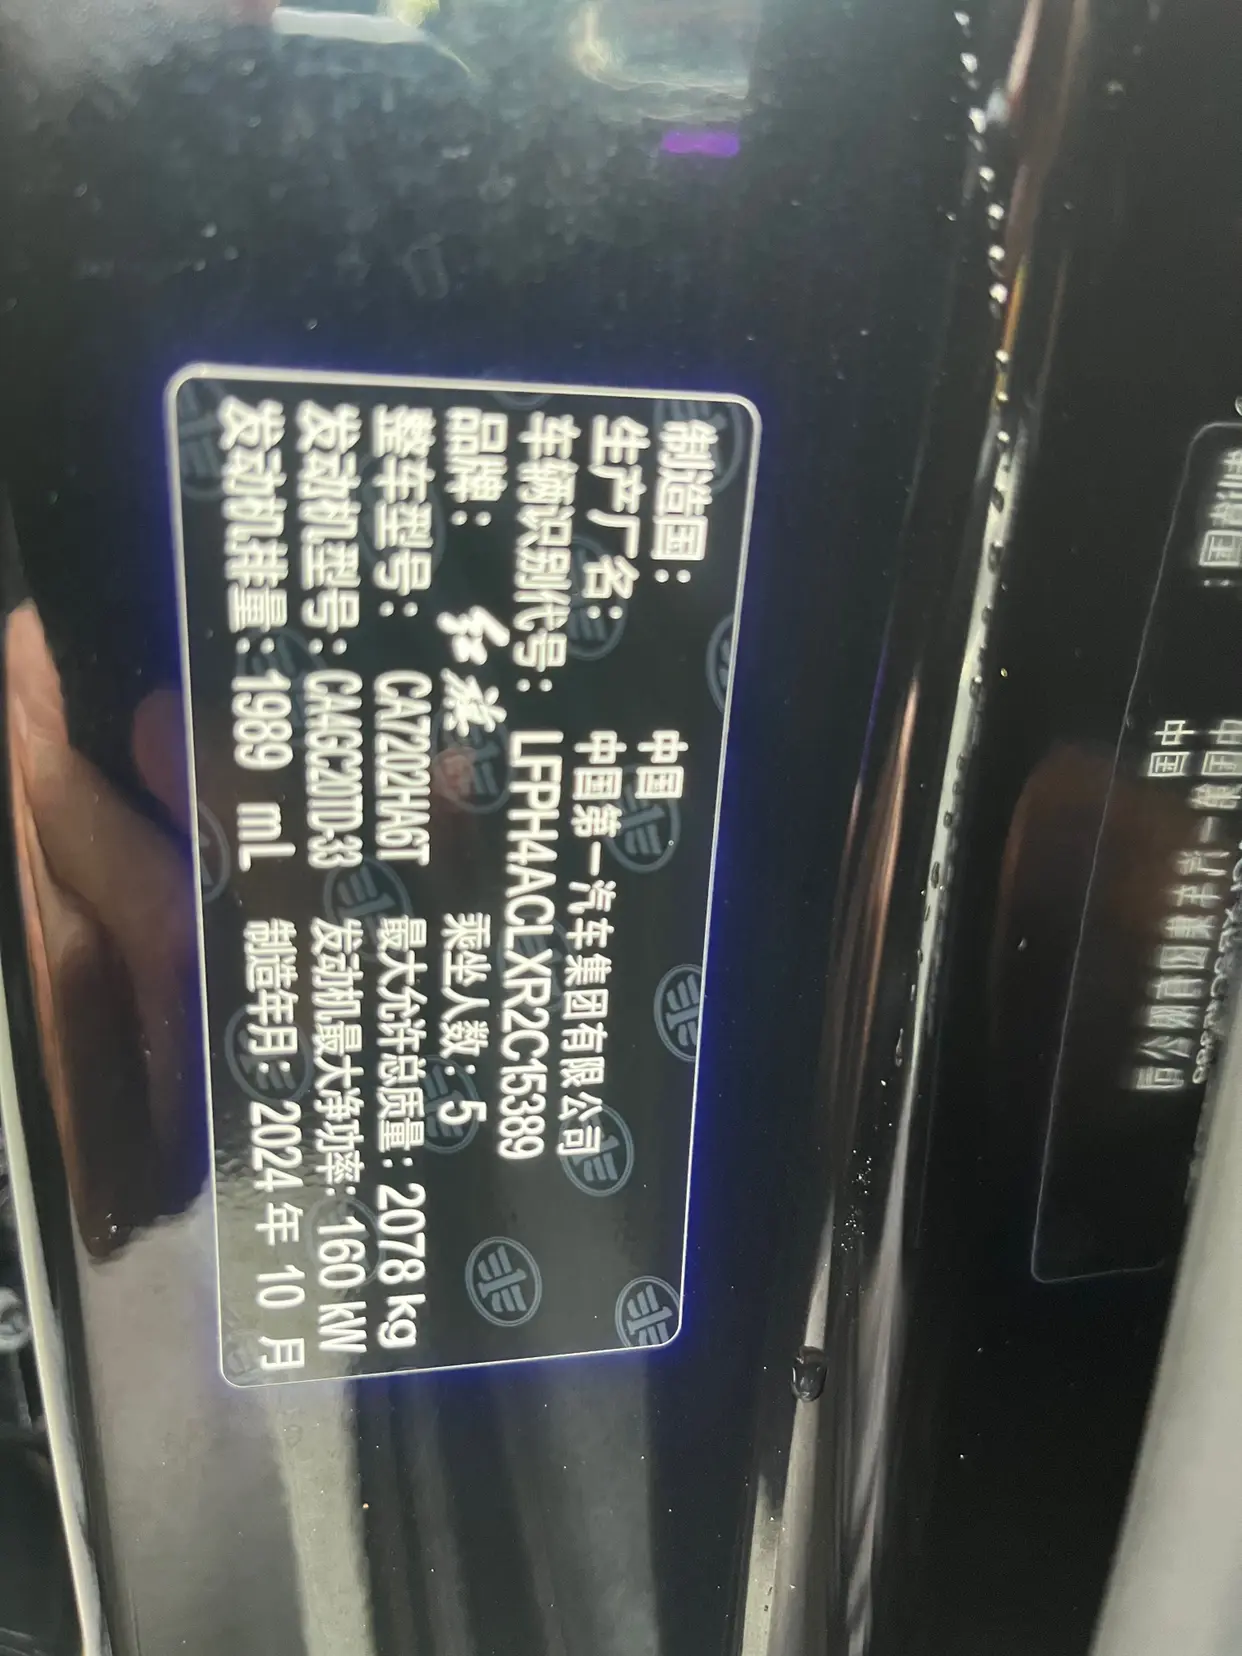 制造国： 中国
生产厂名： 中国第一汽车集团有限公司
车辆识别代号： LFPH4ACLXR2C15389
品牌： 红旗 乘坐人数：5
整车型号： CA7202HA6T 最大允许总质量：2078 kg
发动机型号： CA4GC20TD-33 发动机最大净功率：160 kW
发动机排量：1989 mL 制造年月：2024 年 10 月